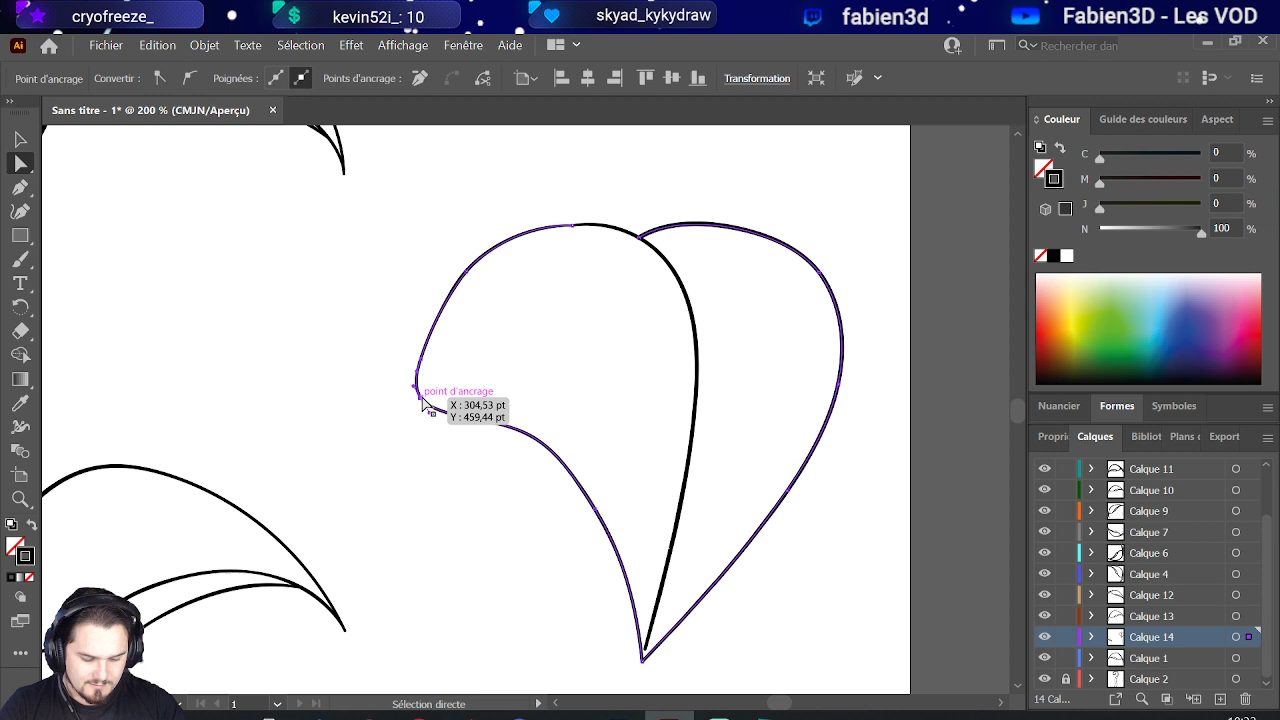 cryofreeze_
kevin52i_: 10
skyad_kykydraw
fabien3d
Fabien3D - Les VOD
Ai
Fichier
Edition
Objet
Texte
Sélection
Effet
Affichage
Fenêtre
Aide
Rechercher dan
Point d'ancrage
Convertir :
Poignées :
Points d'ancrage :
Transformation
Sans titre - 1* @ 200 % (CMJN/Aperçu)
×
Couleur
Guide des couleurs
Aspect
C
0
%
M
0
%
J
0
%
N
100
%
point d'ancrage
X : 304,53 pt
Y : 459,44 pt
Nuancier
Formes
Symboles
Propri
Calques
Bibliot
Plans c
Export
Calque 11
Calque 10
Calque 9
Calque 7
Calque 6
Calque 4
Calque 12
Calque 13
Calque 14
Calque 1
Calque 2
14 Cal...
1
Sélection directe